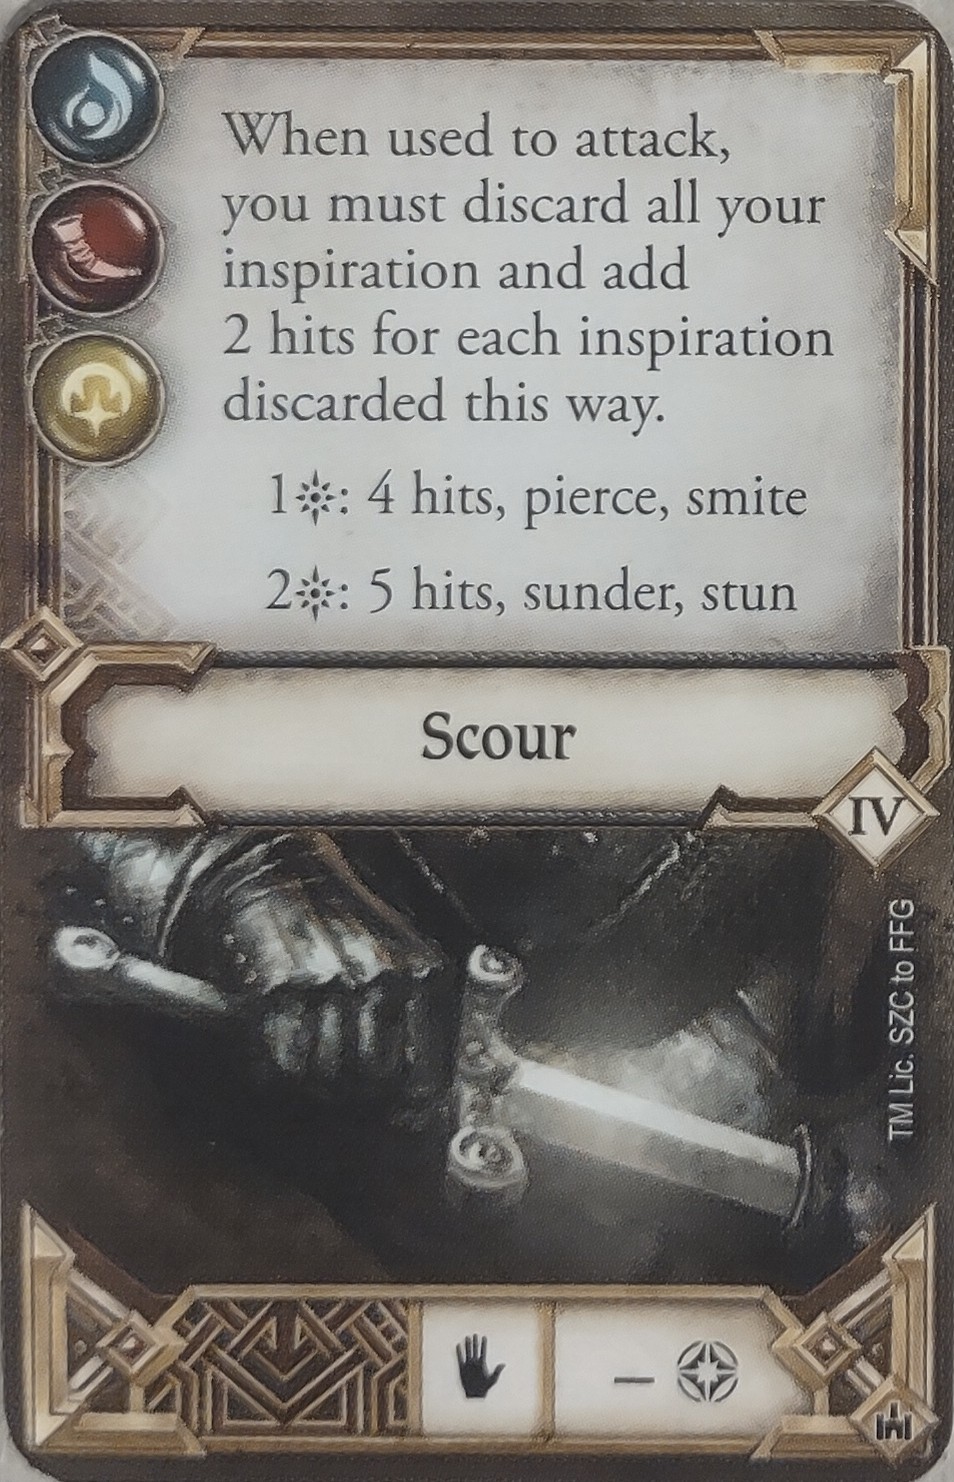 When used to attack,
you must discard all your
inspiration and add
2 hits for each inspiration
discarded this way.
1☀: 4 hits, pierce, smite
2☀: 5 hits, sunder, stun
Scour
IV
TM Lic. SZC to FFG
–